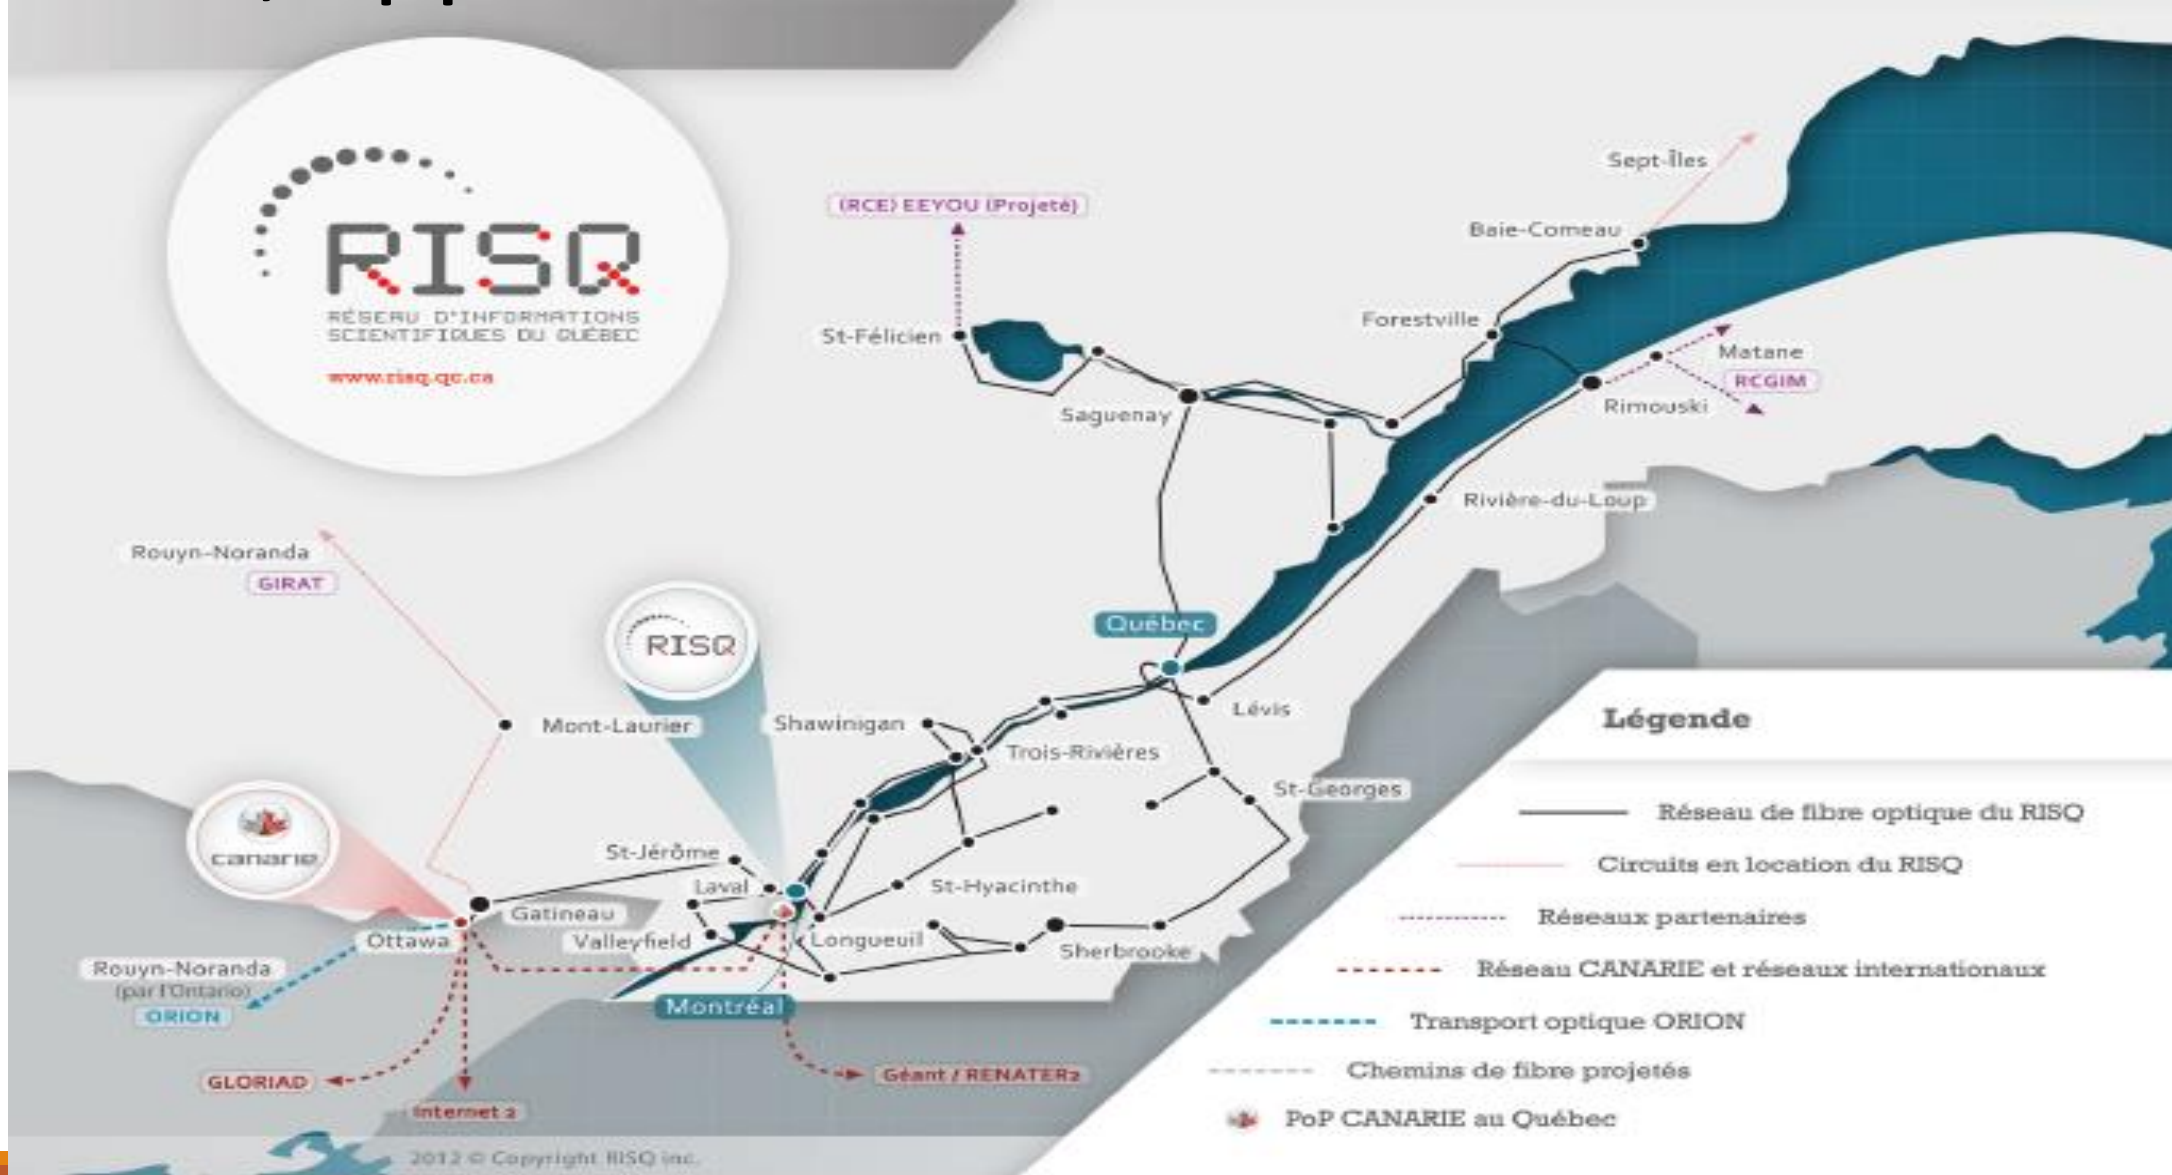 RISQ
RÉSEAU D'INFORMATIONS
SCIENTIFIQUES DU QUÉBEC
www.risq.qc.ca
Sept-Îles
(RCE) EEYOU (Projeté)
Baie-Comeau
Forestville
St-Félicien
Matane
RCGIM
Rimouski
Saguenay
Rivière-du-Loup
Rouyn-Noranda
GIRAT
Québec
RISQ
Lévis
Mont-Laurier
Shawinigan
Trois-Rivières
St-Georges
canarie
St-Jérôme
Laval
St-Hyacinthe
Gatineau
Ottawa
Valleyfield
Longueuil
Sherbrooke
Rouyn-Noranda
(par l'Ontario)
ORION
Montréal
GLORIAD
Internet 2
Géant / RENATER2
Légende
Réseau de fibre optique du RISQ
Circuits en location du RISQ
Réseaux partenaires
Réseau CANARIE et réseaux internationaux
Transport optique ORION
Chemins de fibre projetés
PoP CANARIE au Québec
2012 © Copyright RISQ inc.